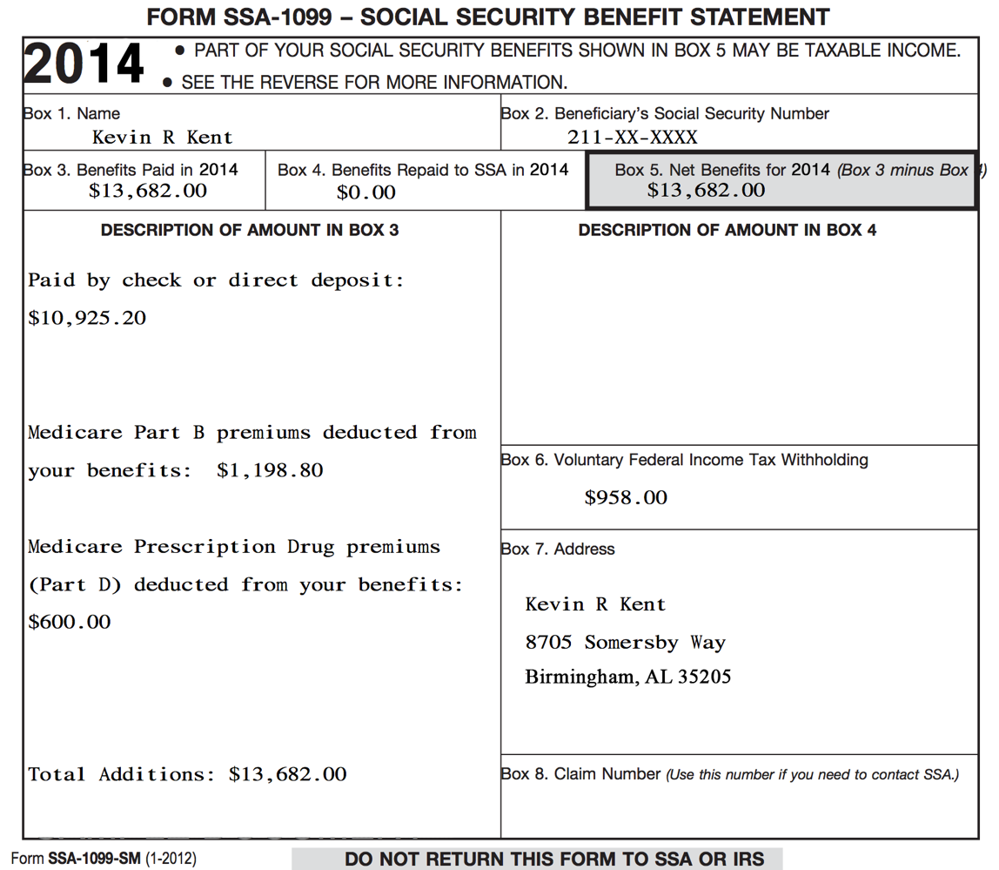 FORM SSA-1099 – SOCIAL SECURITY BENEFIT STATEMENT
2014
• PART OF YOUR SOCIAL SECURITY BENEFITS SHOWN IN BOX 5 MAY BE TAXABLE INCOME.
• SEE THE REVERSE FOR MORE INFORMATION.
Box 1. Name
Kevin R Kent
Box 2. Beneficiary's Social Security Number
211-XX-XXXX
Box 3. Benefits Paid in 2014
$13,682.00
Box 4. Benefits Repaid to SSA in 2014
$0.00
Box 5. Net Benefits for 2014 (Box 3 minus Box 4)
$13,682.00
DESCRIPTION OF AMOUNT IN BOX 3
Paid by check or direct deposit:
$10,925.20
Medicare Part B premiums deducted from
your benefits: $1,198.80
Medicare Prescription Drug premiums
(Part D) deducted from your benefits:
$600.00
Total Additions: $13,682.00
DESCRIPTION OF AMOUNT IN BOX 4
Box 6. Voluntary Federal Income Tax Withholding
$958.00
Box 7. Address
Kevin R Kent
8705 Somersby Way
Birmingham, AL 35205
Box 8. Claim Number (Use this number if you need to contact SSA.)
Form SSA-1099-SM (1-2012)
DO NOT RETURN THIS FORM TO SSA OR IRS